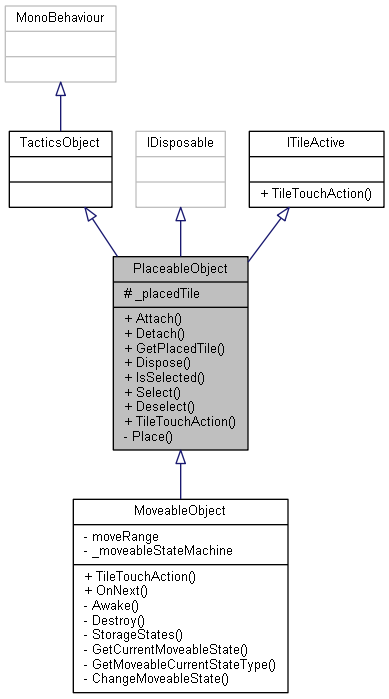 MonoBehaviour
TacticsObject
IDisposable
ITileActive
+ TileTouchAction()
PlaceableObject
# _placedTile
+ Attach()
+ Detach()
+ GetPlacedTile()
+ Dispose()
+ IsSelected()
+ Select()
+ Deselect()
+ TileTouchAction()
- Place()
MoveableObject
- moveRange
- _moveableStateMachine
+ TileTouchAction()
+ OnNext()
- Awake()
- Destroy()
- StorageStates()
- GetCurrentMoveableState()
- GetMoveableCurrentStateType()
- ChangeMoveableState()